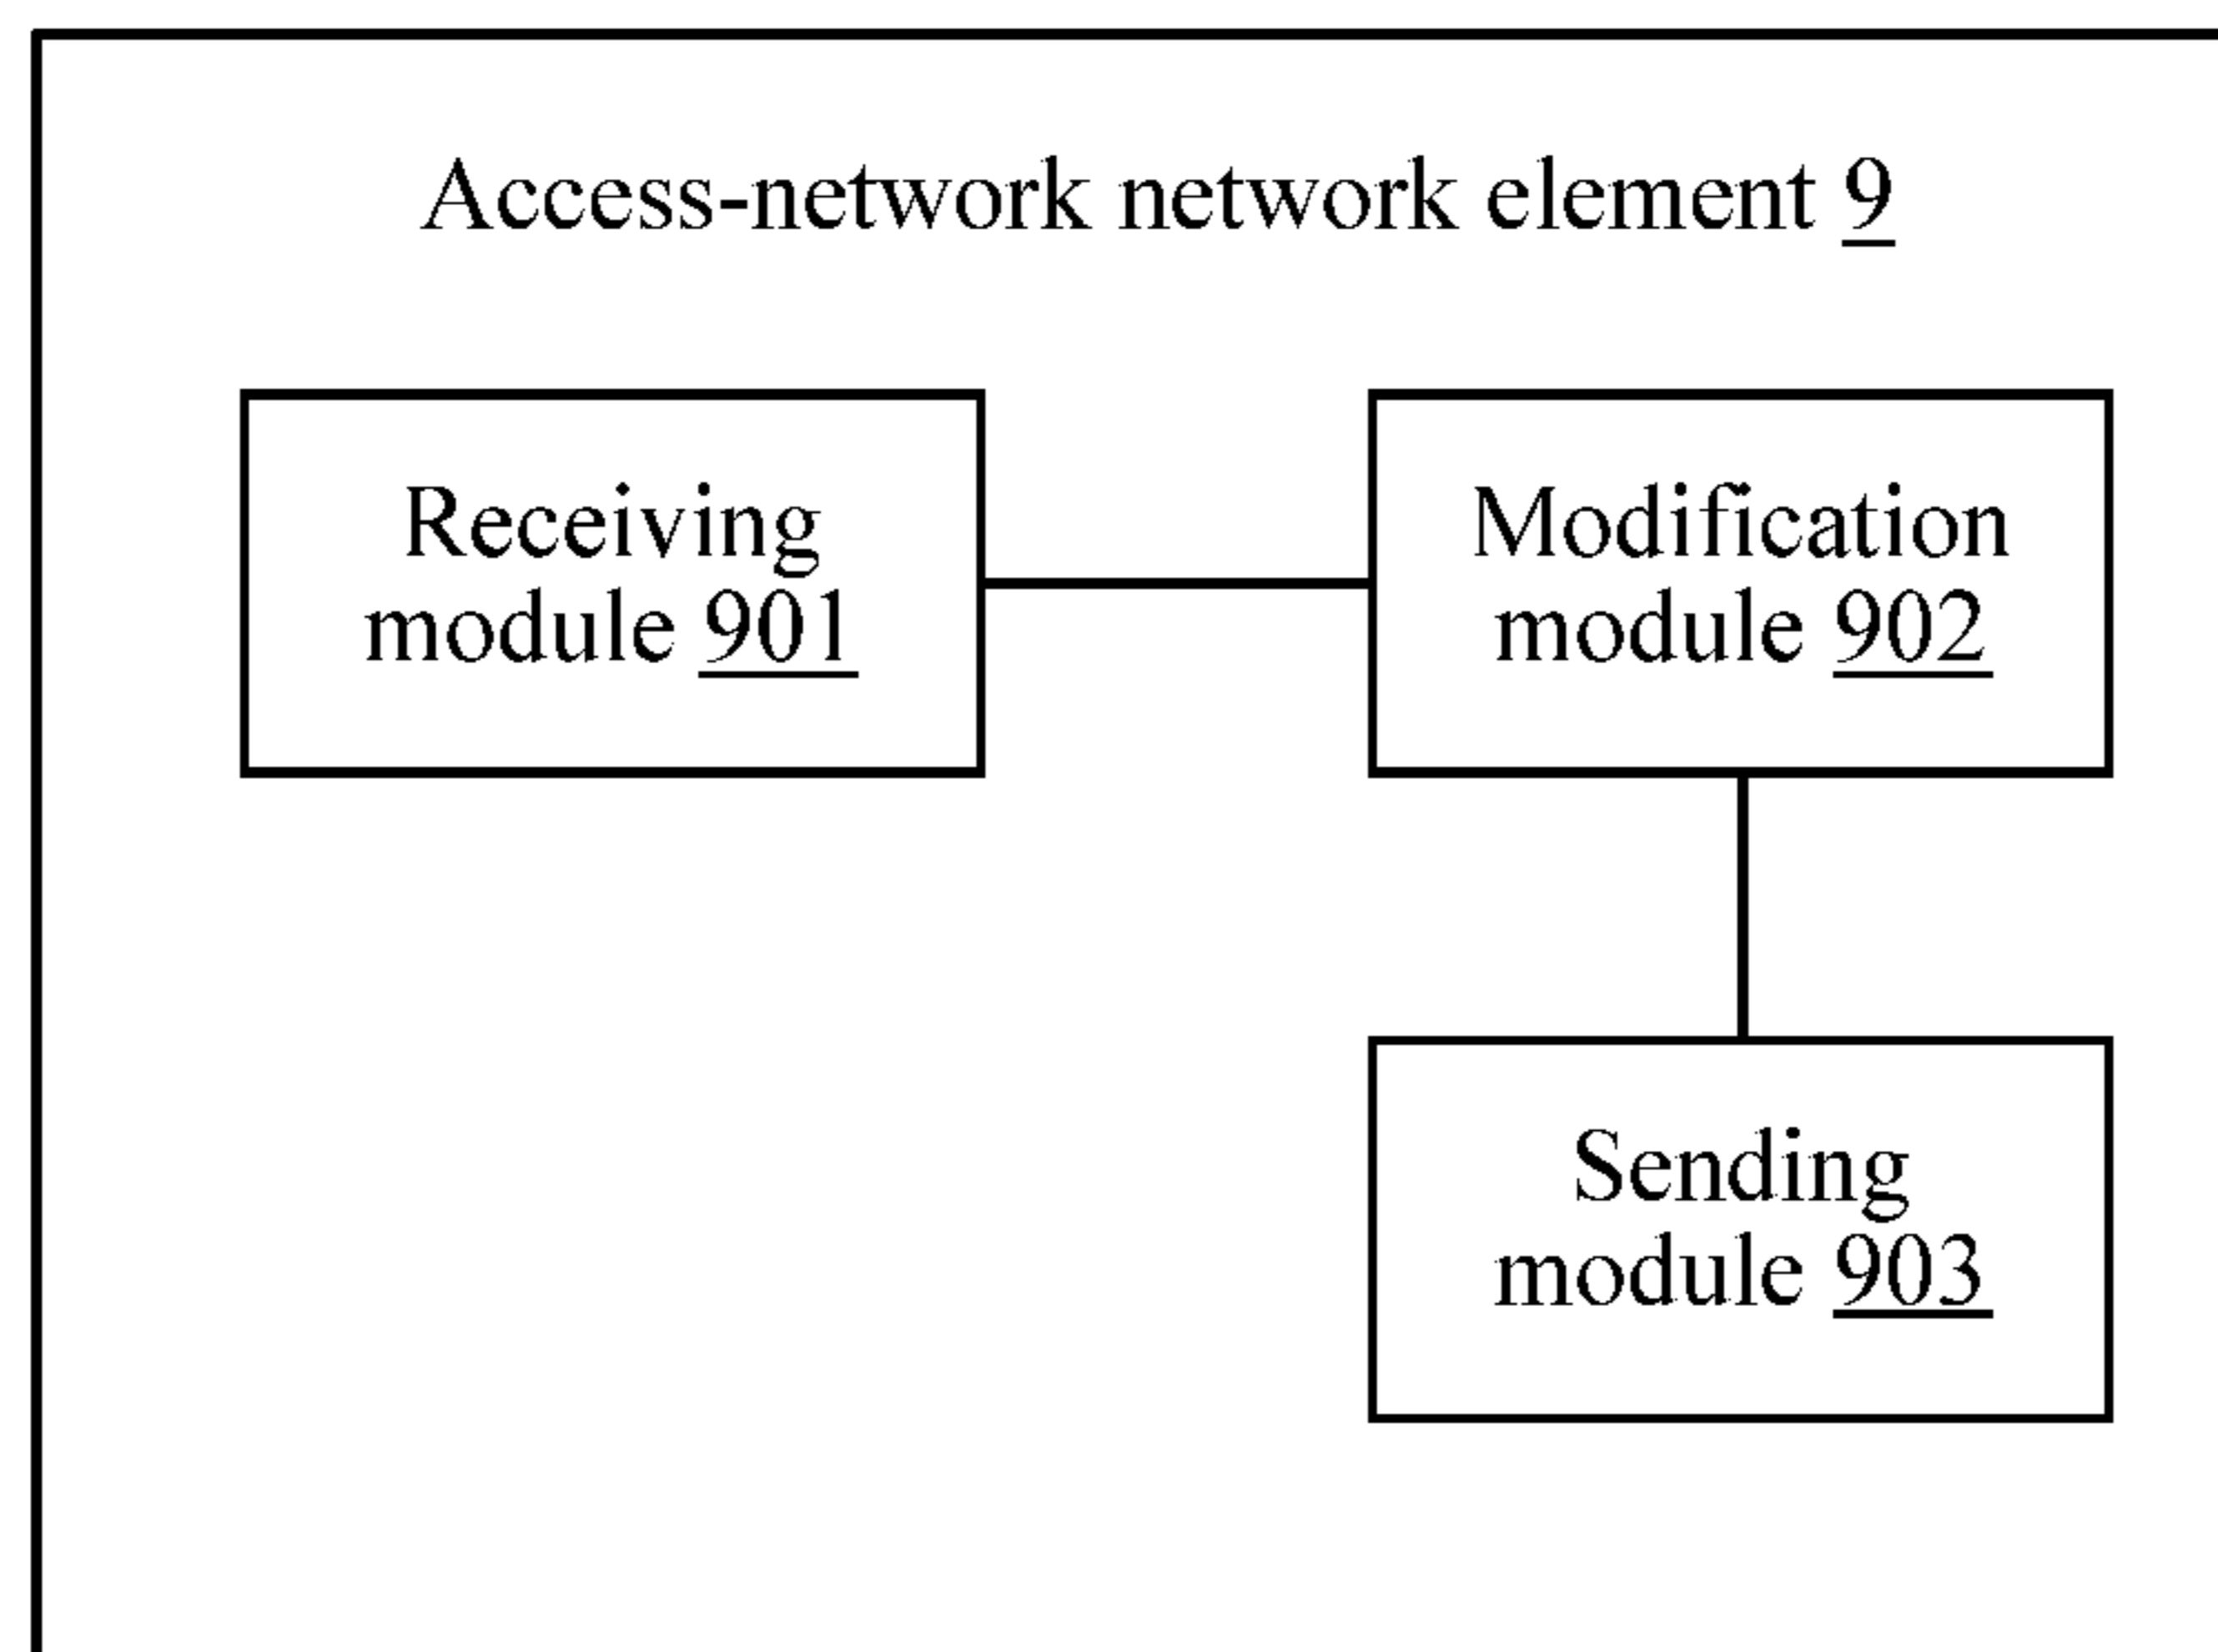 Access-network network element 9
Receiving
module 901
Modification
module 902
Sending
module 903